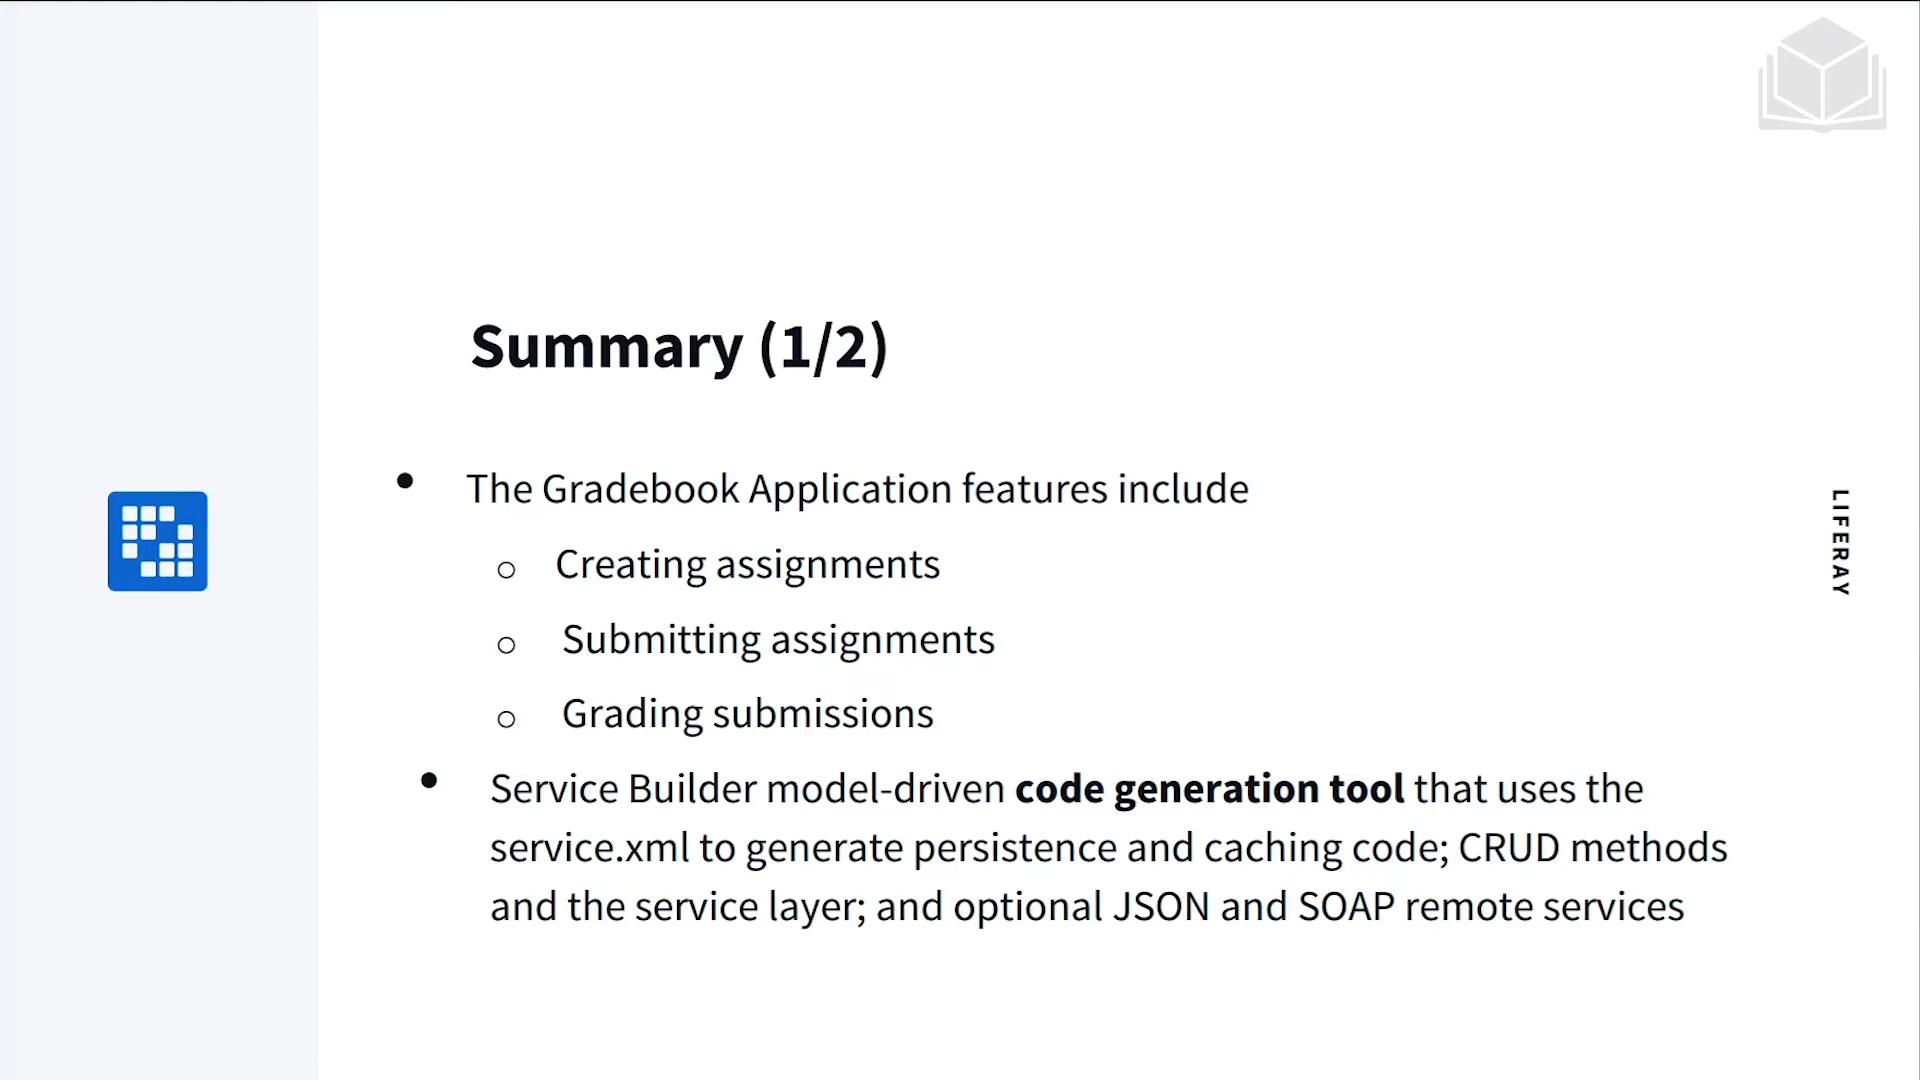 Summary (1/2)
• The Gradebook Application features include
○ Creating assignments
○ Submitting assignments
○ Grading submissions
• Service Builder model-driven code generation tool that uses the
service.xml to generate persistence and caching code; CRUD methods
and the service layer; and optional JSON and SOAP remote services
LIFERAY